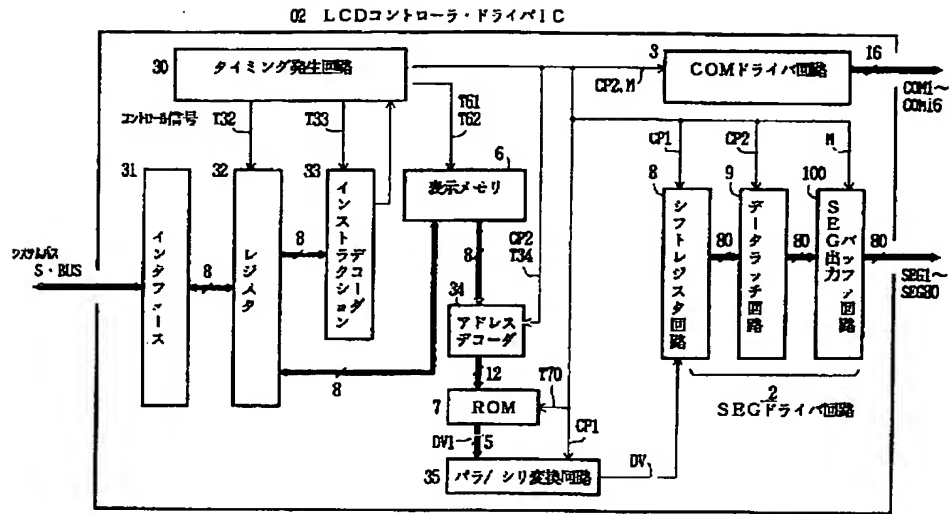 02 LCDコントローラ・ドライバIC
30
タイミング発生回路
3
COMドライバ回路
16
COM1~
COM16
CP2,M
T61
T62
コントロール信号
T32
T33
CP1
CP2
M
31
インタフェース
32
レジスタ
33
インストラクション
デコーダ
6
表示メモリ
8
シフトレジスタ回路
9
データラッチ回路
100
SEG出力
バッファ回路
システムバス
S・BUS
8
8
8
8
CP2
T34
80
80
80
SEG1~
SEG80
34
アドレス
デコーダ
12
7
ROM
T70
DV1
5
CP1
35
パラ/シリ変換回路
DV
2
SEGドライバ回路